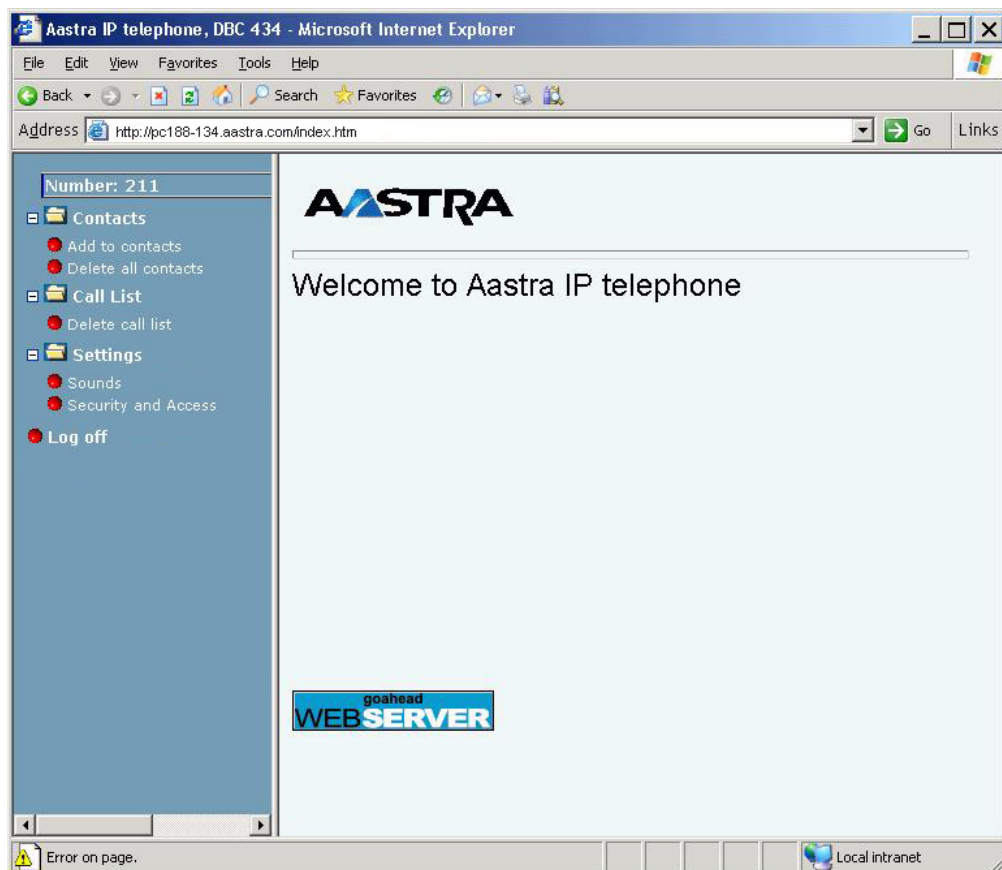 Aastra IP telephone, DBC 434 - Microsoft Internet Explorer
File Edit View Favorites Tools Help
Back Search Favorites
Address http://pc188-134.aastra.com/index.htm Go Links
Number: 211
Contacts
Add to contacts
Delete all contacts
Call List
Delete call list
Settings
Sounds
Security and Access
Log off
AASTRA
Welcome to Aastra IP telephone
goahead
WEBSERVER
Error on page. Local intranet